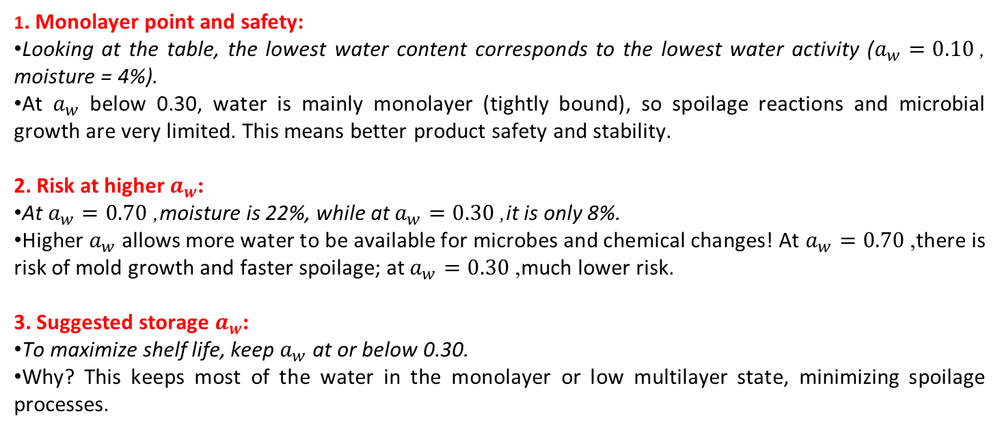 1. Monolayer point and safety:
•Looking at the table, the lowest water content corresponds to the lowest water activity (a_w = 0.10 ,
moisture = 4%).
•At a_w below 0.30, water is mainly monolayer (tightly bound), so spoilage reactions and microbial
growth are very limited. This means better product safety and stability.
2. Risk at higher a_w:
•At a_w = 0.70 ,moisture is 22%, while at a_w = 0.30 ,it is only 8%.
•Higher a_w allows more water to be available for microbes and chemical changes! At a_w = 0.70 ,there is
risk of mold growth and faster spoilage; at a_w = 0.30 ,much lower risk.
3. Suggested storage a_w:
•To maximize shelf life, keep a_w at or below 0.30.
•Why? This keeps most of the water in the monolayer or low multilayer state, minimizing spoilage
processes.